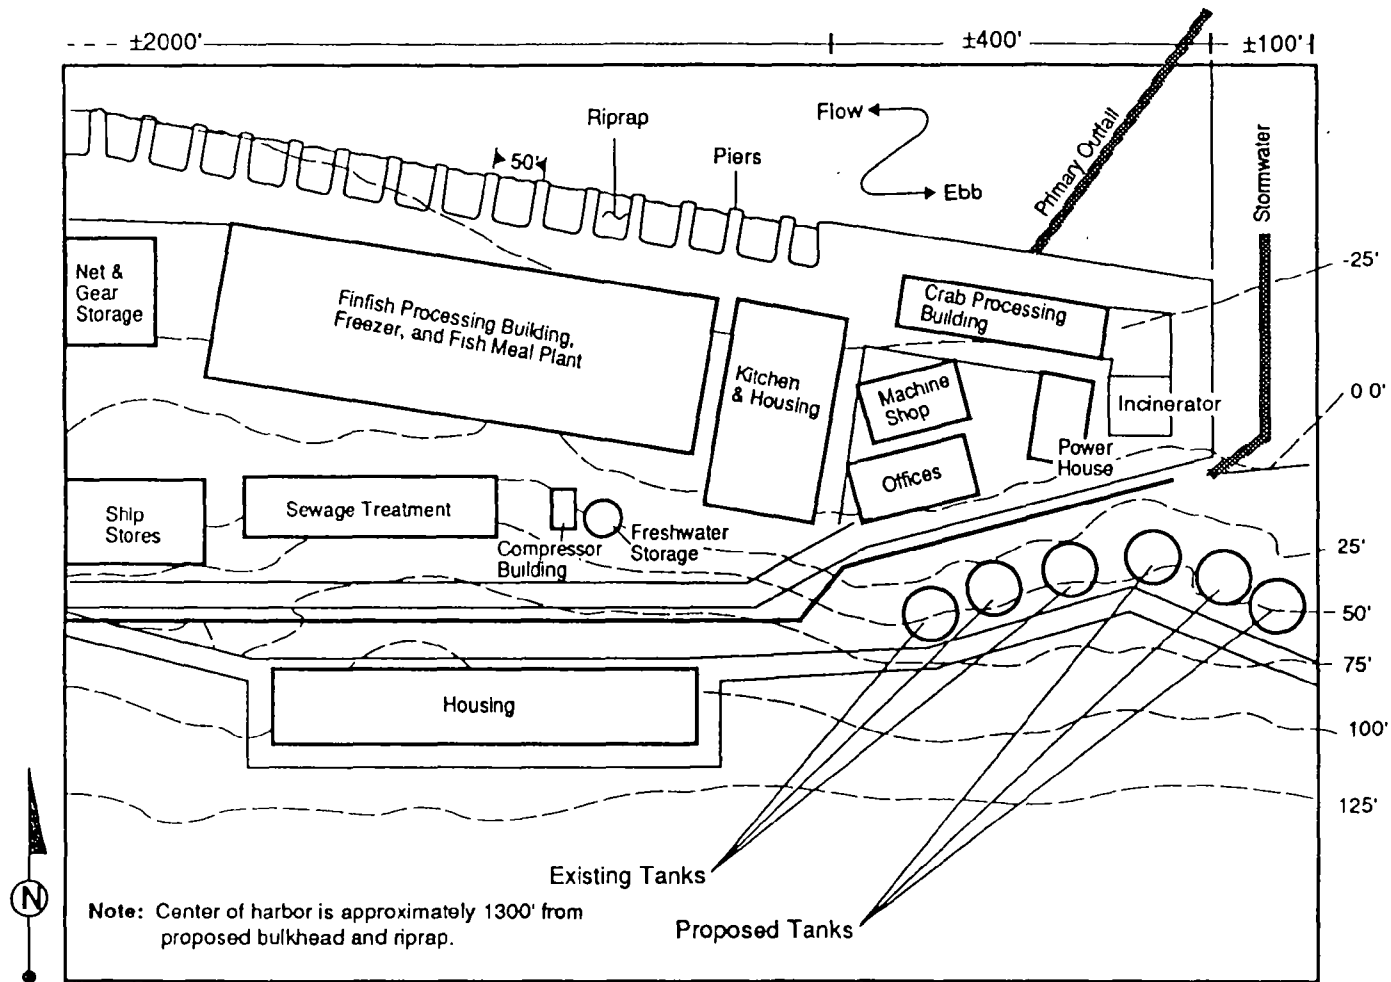 ±2000'
±400'
±100'
Riprap
Flow
50'
Piers
Ebb
Primary Outfall
Stormwater
-25'
Net &
Gear
Storage
Finfish Processing Building,
Freezer, and Fish Meal Plant
Crab Processing
Building
Kitchen
& Housing
Machine
Shop
Incinerator
0 0'
Power
House
Offices
Ship
Stores
Sewage Treatment
Compressor
Building
Freshwater
Storage
25'
50'
75'
Housing
100'
125'
Existing Tanks
Proposed Tanks
N
Note: Center of harbor is approximately 1300' from
proposed bulkhead and riprap.